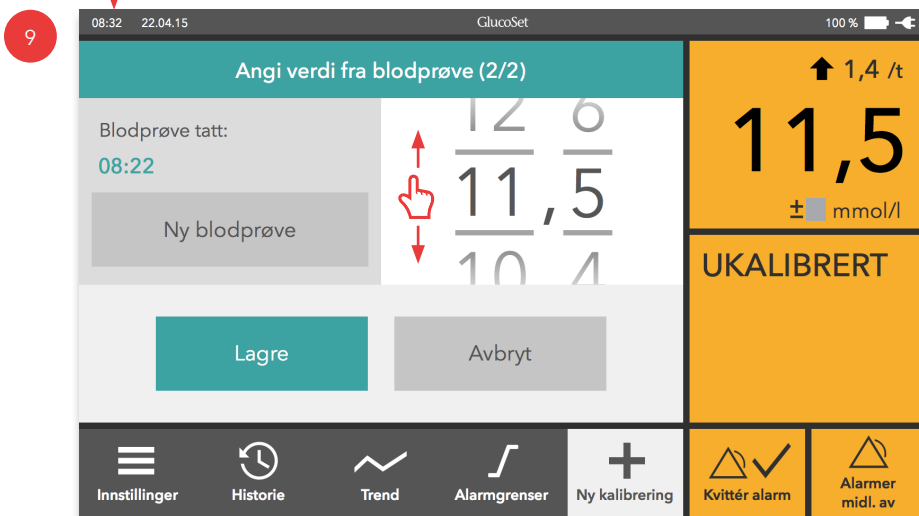 9
08:32 22.04.15 GlucoSet 100 %
Angi verdi fra blodprøve (2/2)
1,4 /t
11,5
± mmol/l
Blodprøve tatt:
08:22
Ny blodprøve
12 6
11,5
10 4
UKALIBRERT
Lagre Avbryt
Innstillinger Historie Trend Alarmgrenser Ny kalibrering Kvittér alarm Alarmer
midl. av